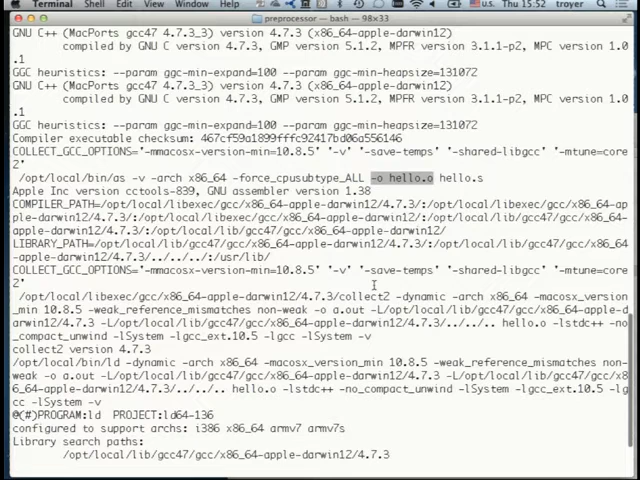 Terminal Shell Edit View Window Help U.S. Thu 15:52 troyer
preprocessor — bash — 98×33
GNU C++ (MacPorts gcc47 4.7.3_3) version 4.7.3 (x86_64-apple-darwin12)
compiled by GNU C version 4.7.3, GMP version 5.1.2, MPFR version 3.1.1-p2, MPC version 1.0
.1
GGC heuristics: --param ggc-min-expand=100 --param ggc-min-heapsize=131072
GNU C++ (MacPorts gcc47 4.7.3_3) version 4.7.3 (x86_64-apple-darwin12)
compiled by GNU C version 4.7.3, GMP version 5.1.2, MPFR version 3.1.1-p2, MPC version 1.0
.1
GGC heuristics: --param ggc-min-expand=100 --param ggc-min-heapsize=131072
Compiler executable checksum: 467cf59a1899fffc92417bd06a556146
COLLECT_GCC_OPTIONS='-mmacosx-version-min=10.8.5' '-v' '-save-temps' '-shared-libgcc' '-mtune=core
2'
/opt/local/bin/as -v -arch x86_64 -force_cpusubtype_ALL -o hello.o hello.s
Apple Inc version cctools-839, GNU assembler version 1.38
COMPILER_PATH=/opt/local/libexec/gcc/x86_64-apple-darwin12/4.7.3/:/opt/local/libexec/gcc/x86_64-ap
ple-darwin12/4.7.3/:/opt/local/libexec/gcc/x86_64-apple-darwin12/:/opt/local/lib/gcc47/gcc/x86_64-
apple-darwin12/4.7.3/:/opt/local/lib/gcc47/gcc/x86_64-apple-darwin12/
LIBRARY_PATH=/opt/local/lib/gcc47/gcc/x86_64-apple-darwin12/4.7.3/:/opt/local/lib/gcc47/gcc/x86_64
-apple-darwin12/4.7.3/../../../:/usr/lib/
COLLECT_GCC_OPTIONS='-mmacosx-version-min=10.8.5' '-v' '-save-temps' '-shared-libgcc' '-mtune=core
2'
/opt/local/libexec/gcc/x86_64-apple-darwin12/4.7.3/collect2 -dynamic -arch x86_64 -macosx_version
_min 10.8.5 -weak_reference_mismatches non-weak -o a.out -L/opt/local/lib/gcc47/gcc/x86_64-apple-d
arwin12/4.7.3 -L/opt/local/lib/gcc47/gcc/x86_64-apple-darwin12/4.7.3/../../.. hello.o -lstdc++ -no
_compact_unwind -lSystem -lgcc_ext.10.5 -lgcc -lSystem -v
collect2 version 4.7.3
/opt/local/bin/ld -dynamic -arch x86_64 -macosx_version_min 10.8.5 -weak_reference_mismatches non-
weak -o a.out -L/opt/local/lib/gcc47/gcc/x86_64-apple-darwin12/4.7.3 -L/opt/local/lib/gcc47/gcc/x8
6_64-apple-darwin12/4.7.3/../../.. hello.o -lstdc++ -no_compact_unwind -lSystem -lgcc_ext.10.5 -lg
cc -lSystem -v
@(#)PROGRAM:ld PROJECT:ld64-136
configured to support archs: i386 x86_64 armv7 armv7s
Library search paths:
/opt/local/lib/gcc47/gcc/x86_64-apple-darwin12/4.7.3